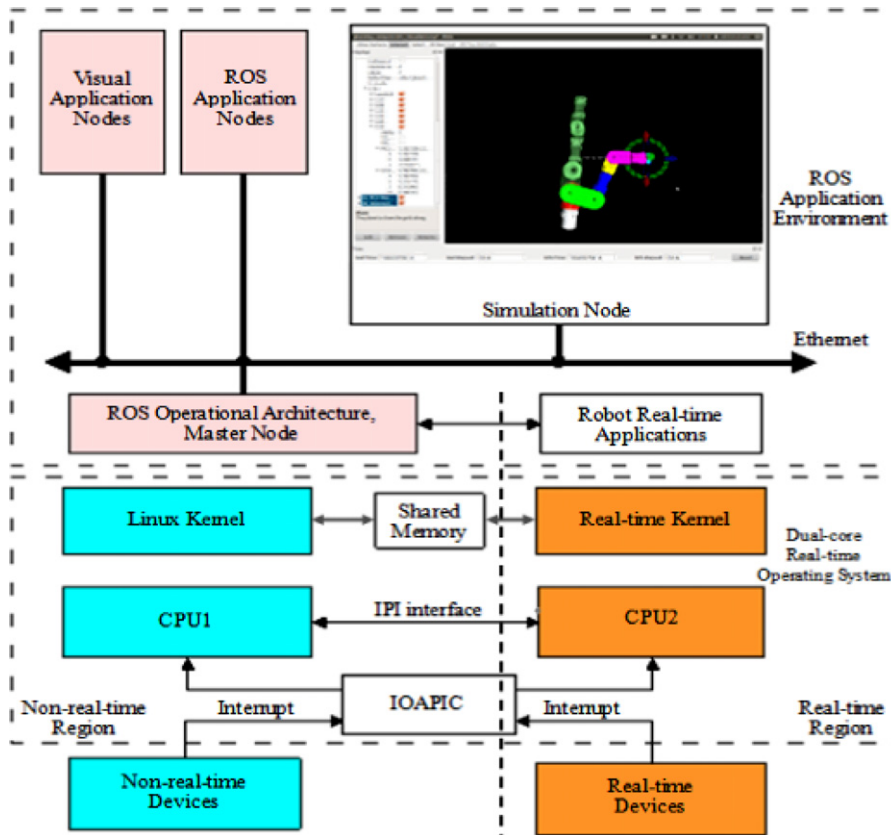 Visual
Application
Nodes
ROS
Application
Nodes
Simulation Node
ROS
Application
Environment
Ethernet
ROS Operational Architecture,
Master Node
Robot Real-time
Applications
Linux Kernel
Shared
Memory
Real-time Kernel
Dual-core
Real-time
Operating System
CPU1
IPI interface
CPU2
Non-real-time
Region
Interrupt
IOAPIC
Interrupt
Real-time
Region
Non-real-time
Devices
Real-time
Devices